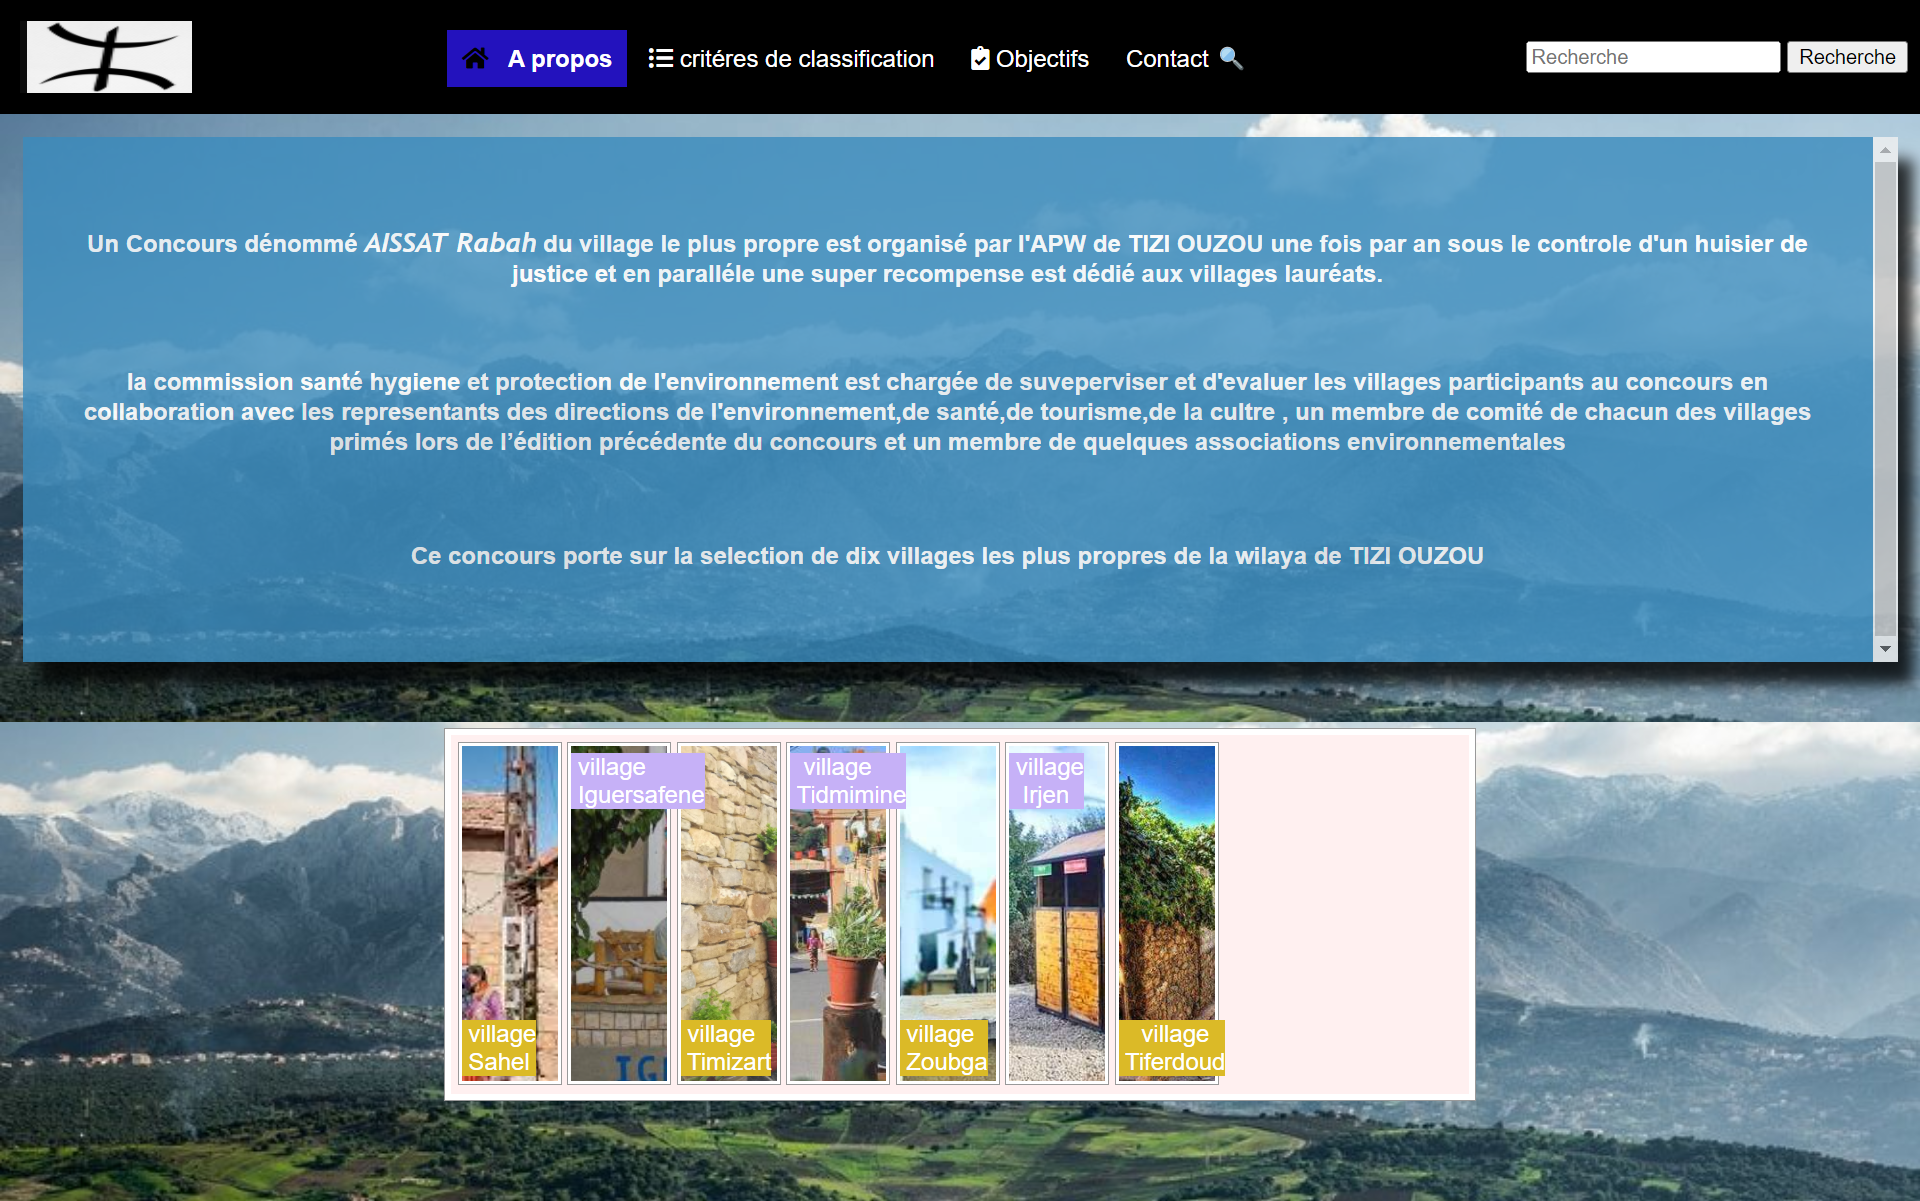 A propos
critéres de classification
Objectifs
Contact 🔍
Recherche
Recherche
Un Concours dénommé AISSAT Rabah du village le plus propre est organisé par l'APW de TIZI OUZOU une fois par an sous le controle d'un huisier de
justice et en paralléle une super recompense est dédié aux villages lauréats.
la commission santé hygiene et protection de l'environnement est chargée de suveperviser et d'evaluer les villages participants au concours en
collaboration avec les representants des directions de l'environnement,de santé,de tourisme,de la cultre , un membre de comité de chacun des villages
primés lors de l’édition précédente du concours et un membre de quelques associations environnementales
Ce concours porte sur la selection de dix villages les plus propres de la wilaya de TIZI OUZOU
village
Sahel
village
Iguersafene
IG
village
Timizart
village
Tidmimine
village
Zoubga
village
Irjen
village
Tiferdoud